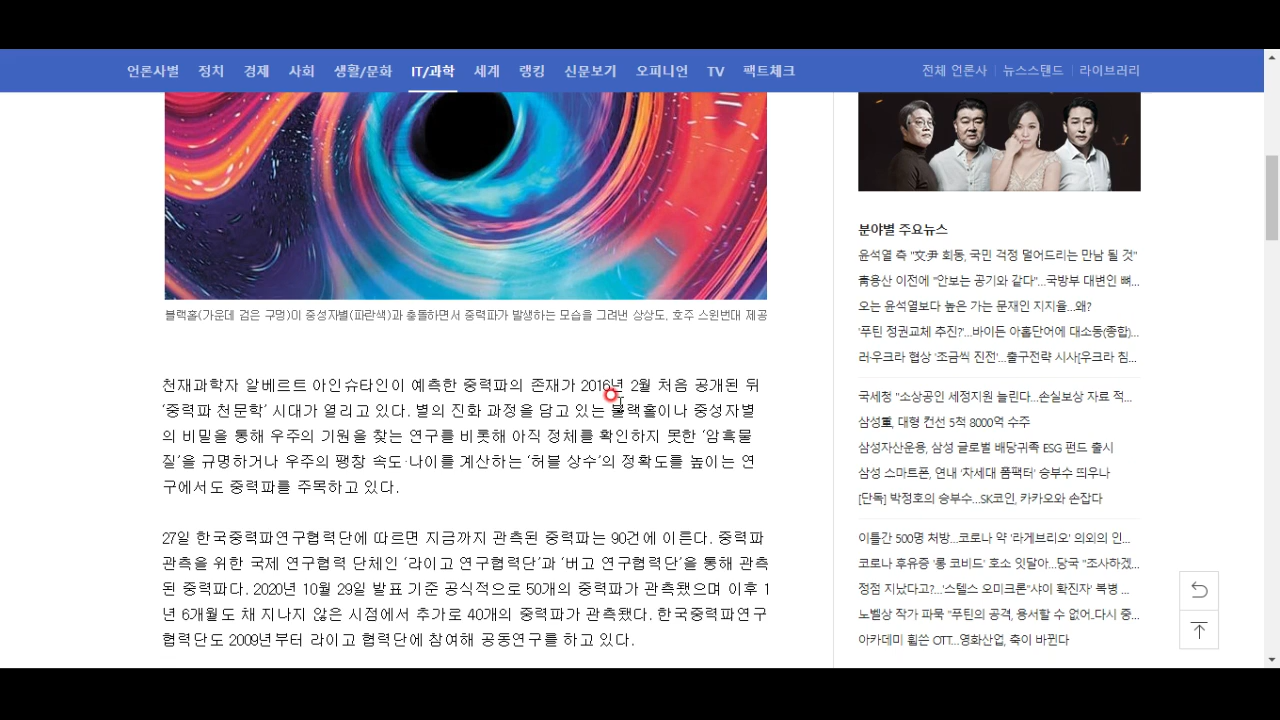 언론사별 정치 경제 사회 생활/문화 IT/과학 세계 랭킹 신문보기 오피니언 TV 팩트체크 전체 언론사 뉴스스탠드 라이브러리
블랙홀(가운데 검은 구멍)이 중성자별(파란색)과 충돌하면서 중력파가 발생하는 모습을 그려낸 상상도. 호주 스윈번대 제공
천재과학자 알베르트 아인슈타인이 예측한 중력파의 존재가 2016년 2월 처음 공개된 뒤
‘중력파 천문학’ 시대가 열리고 있다. 별의 진화 과정을 담고 있는 블랙홀이나 중성자별
의 비밀을 통해 우주의 기원을 찾는 연구를 비롯해 아직 정체를 확인하지 못한 ‘암흑물
질’을 규명하거나 우주의 팽창 속도·나이를 계산하는 ‘허블 상수’의 정확도를 높이는 연
구에서도 중력파를 주목하고 있다.
27일 한국중력파연구협력단에 따르면 지금까지 관측된 중력파는 90건에 이른다. 중력파
관측을 위한 국제 연구협력 단체인 ‘라이고 연구협력단’과 ‘버고 연구협력단’을 통해 관측
된 중력파다. 2020년 10월 29일 발표 기준 공식적으로 50개의 중력파가 관측됐으며 이후 1
년 6개월도 채 지나지 않은 시점에서 추가로 40개의 중력파가 관측됐다. 한국중력파연구
협력단도 2009년부터 라이고 협력단에 참여해 공동연구를 하고 있다.
분야별 주요뉴스
윤석열 측 "文尹 회동, 국민 걱정 덜어드리는 만남 될 것"
靑용산 이전에 "안보는 공기와 같다"...국방부 대변인 뼈...
오는 윤석열보다 높은 가는 문재인 지지율...왜?
'푸틴 정권교체 추진?'...바이든 아홉단어에 대소동(종합)...
러·우크라 협상 '조금씩 진전'...출구전략 시사[우크라 침...
국세청 "소상공인 세정지원 늘린다...손실보상 자료 적...
삼성重, 대형 컨선 5척 8000억 수주
삼성자산운용, 삼성 글로벌 배당귀족 ESG 펀드 출시
삼성 스마트폰, 연내 '차세대 폼팩터' 승부수 띄우나
[단독] 박정호의 승부수...SK코인, 카카오와 손잡다
이틀간 500명 처방...코로나 약 '라게브리오' 의외의 인...
코로나 후유증 '롱 코비드' 호소 잇달아...당국 "조사하겠...
정점 지났다고?...'스텔스 오미크론''샤이 확진자' 복병 ...
노벨상 작가 파묵 "푸틴의 공격, 용서할 수 없어..다시 중...
아카데미 휩쓴 OTT...영화산업, 축이 바뀐다